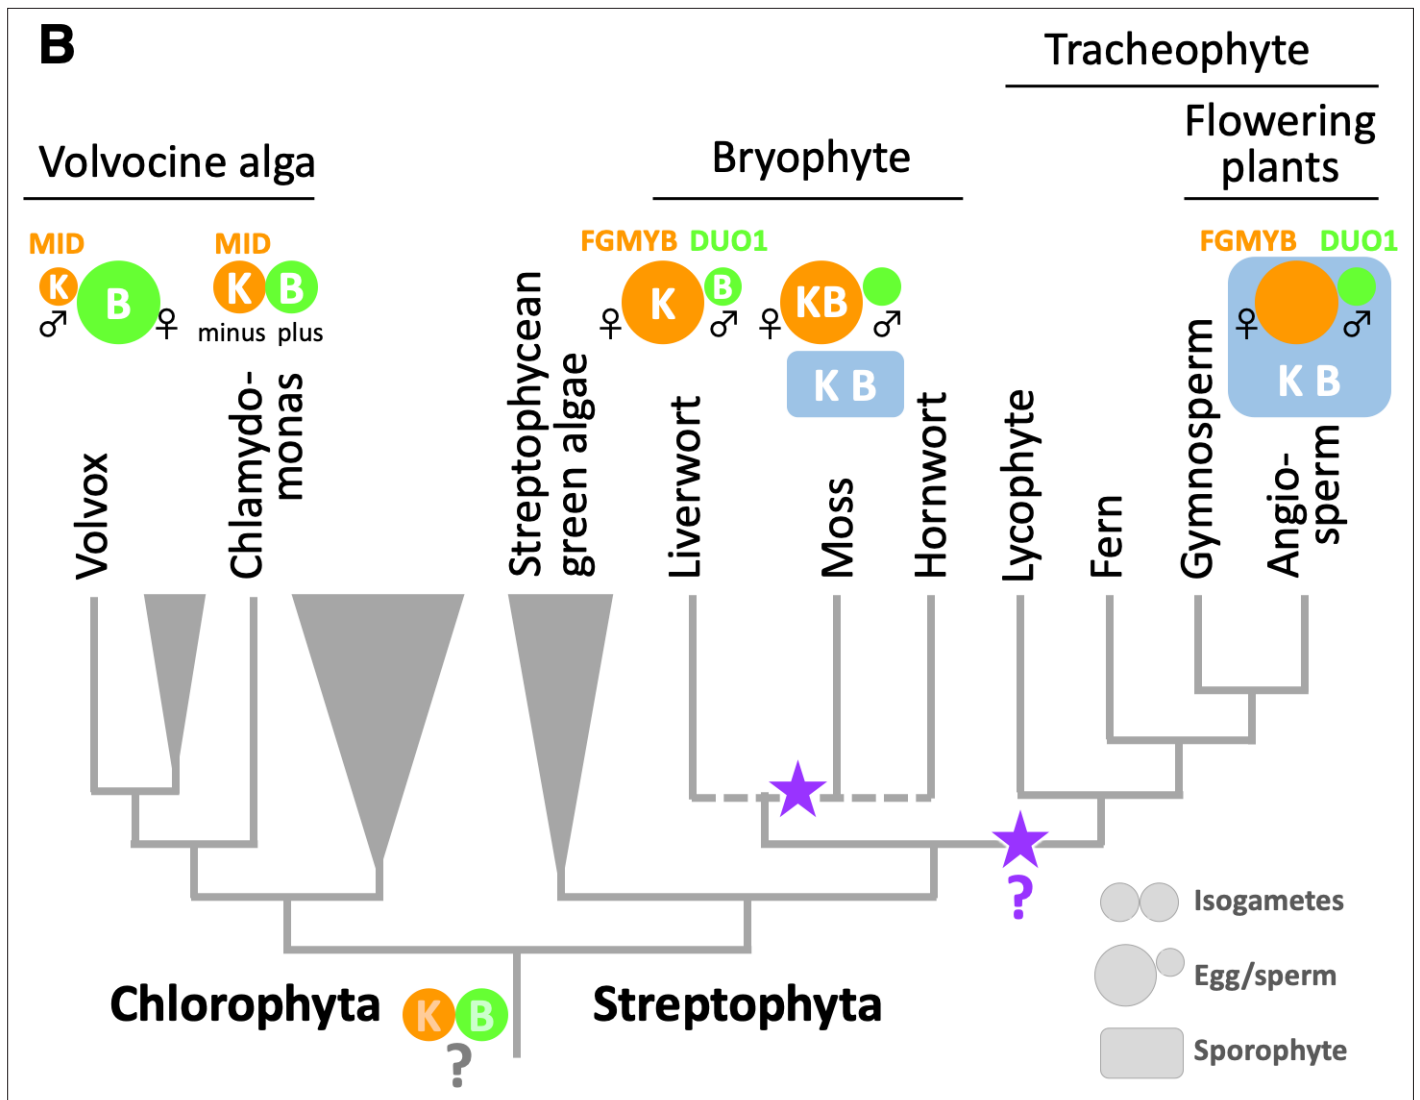 B
Tracheophyte
Flowering
plants
Volvocine alga
Bryophyte
MID
MID
FGMYB DUO1
FGMYB DUO1
K
B
K B
K
B
KB
♂ ♀
minus plus
♀ ♂
♀ ♂
♀ ♂
K B
K B
Volvox
Chlamydo-
monas
Streptophycean
green algae
Liverwort
Moss
Hornwort
Lycophyte
Fern
Gymnosperm
Angio-
sperm
?
Isogametes
Egg/sperm
Sporophyte
Chlorophyta
K B
?
Streptophyta